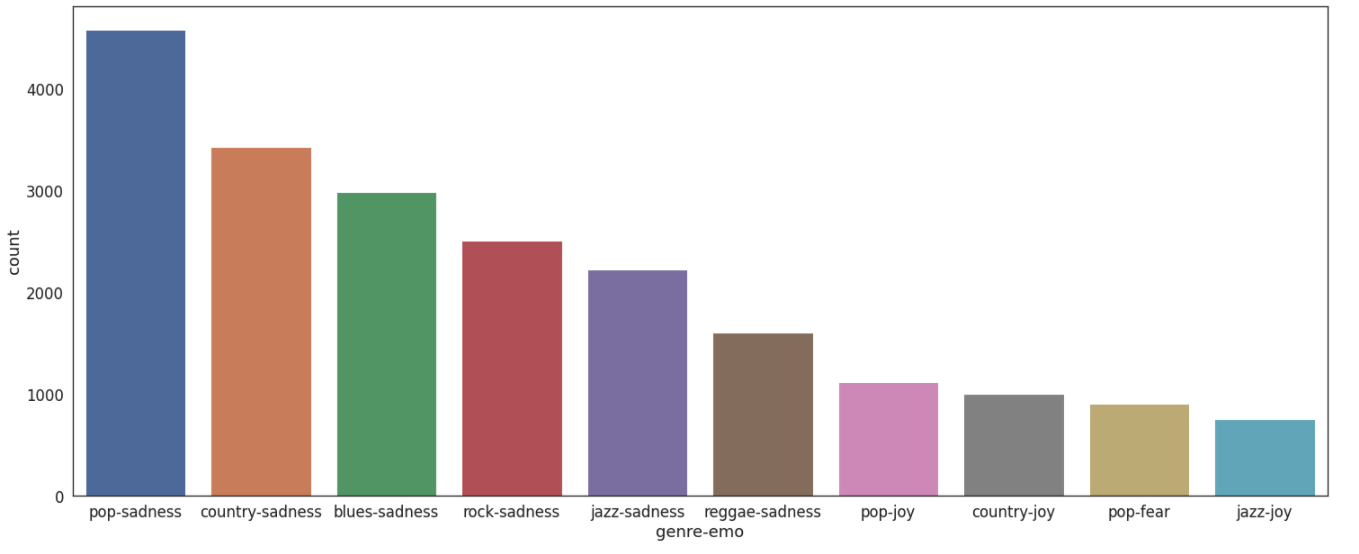 4000
3000
2000
1000
0
count
pop-sadness country-sadness blues-sadness rock-sadness jazz-sadness reggae-sadness pop-joy country-joy pop-fear jazz-joy
genre-emo